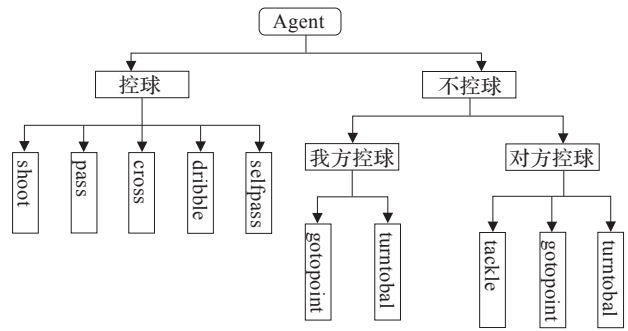 Agent
控球
不控球
我方控球
对方控球
shoot
pass
cross
dribble
selfpass
gotopoint
turntobal
tackle
gotopoint
turntobal